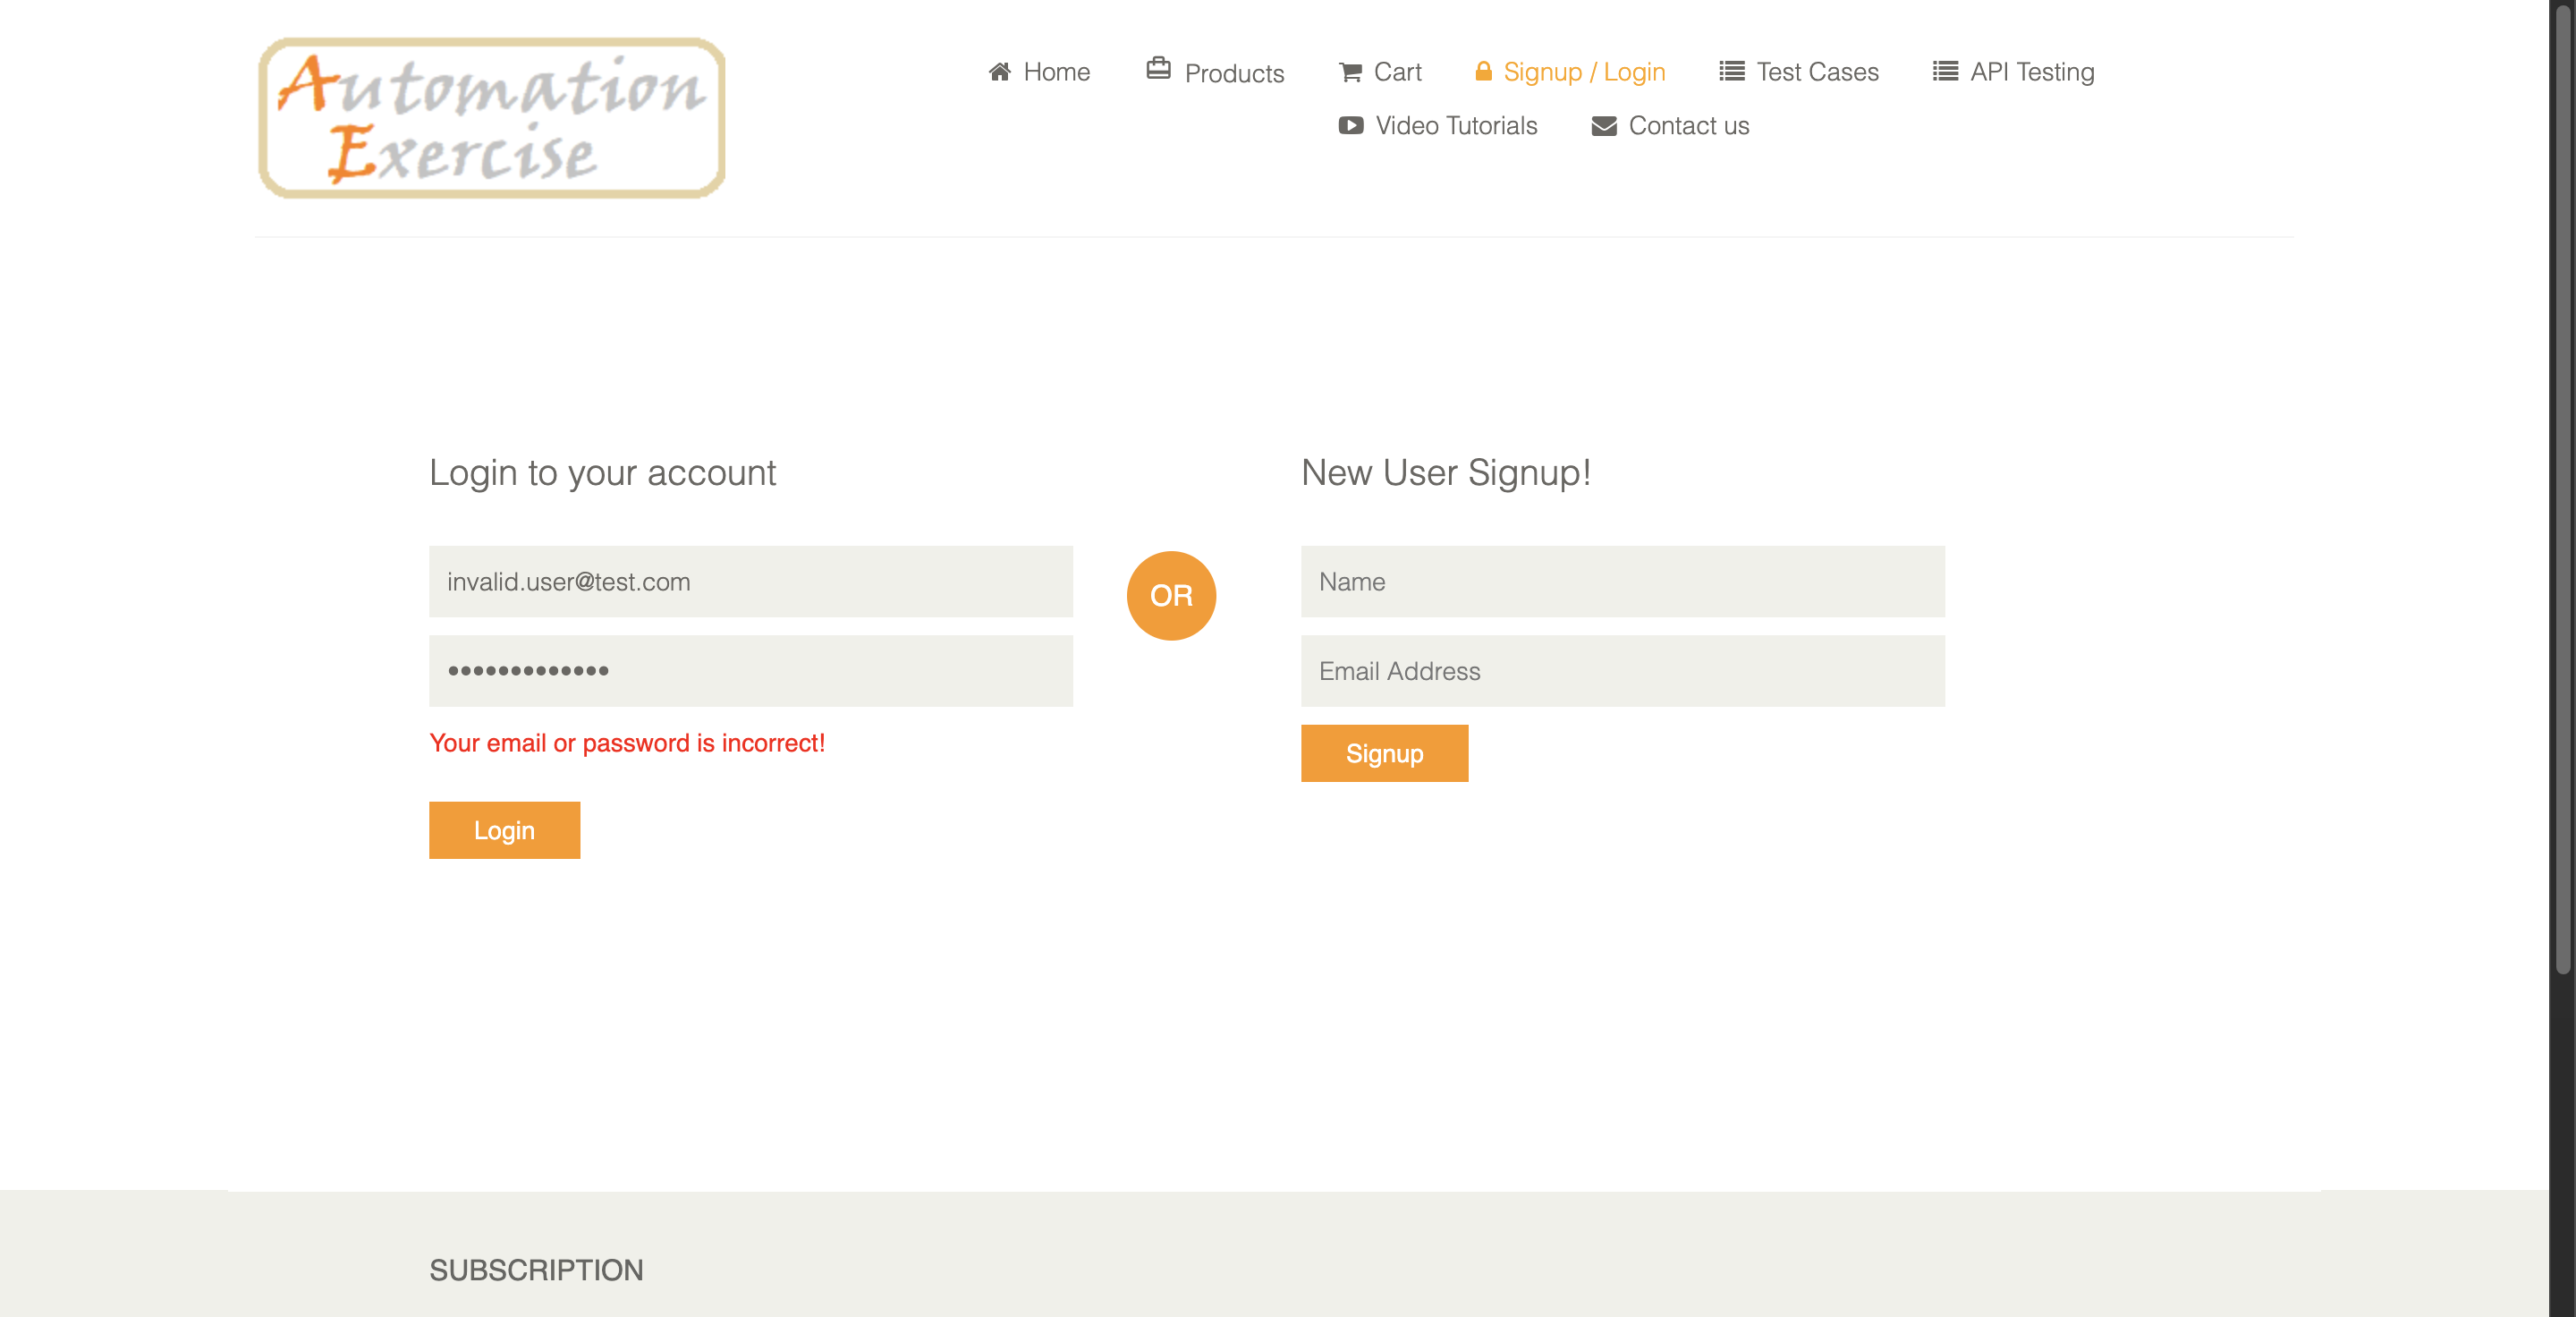 Automation
Exercise
Home
Products
Cart
Signup / Login
Test Cases
API Testing
Video Tutorials
Contact us
Login to your account
invalid.user@test.com
•••••••••••••
Your email or password is incorrect!
Login
OR
New User Signup!
Name
Email Address
Signup
SUBSCRIPTION